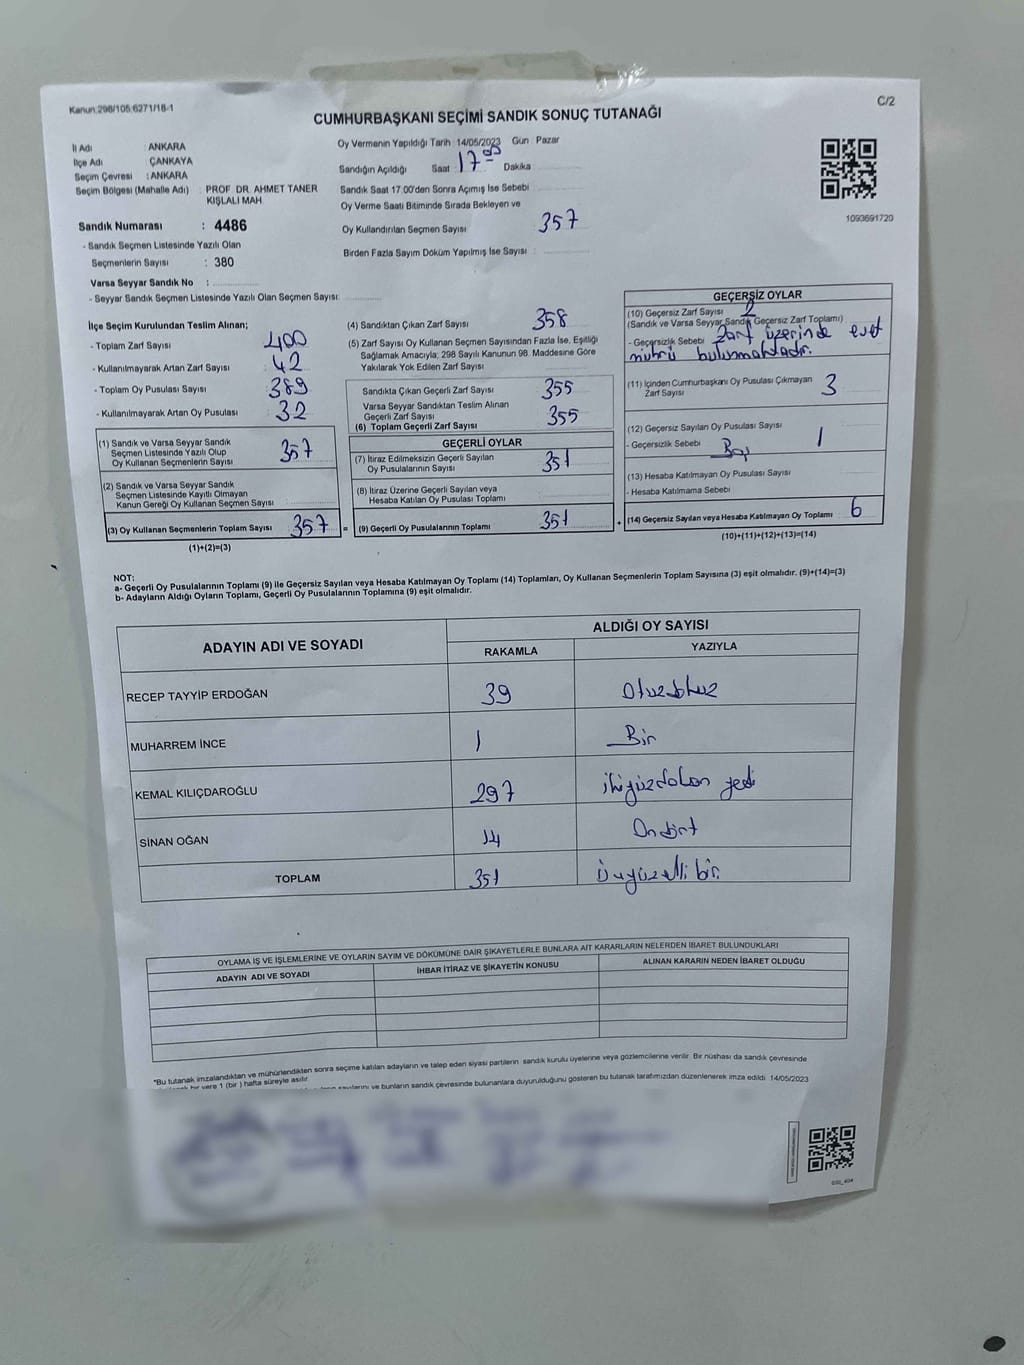 Kanun:298/105;6271/18-1
C/2
CUMHURBAŞKANI SEÇİMİ SANDIK SONUÇ TUTANAĞI
İl Adı : ANKARA
İlçe Adı : ÇANKAYA
Seçim Çevresi : ANKARA
Seçim Bölgesi (Mahalle Adı) : PROF. DR. AHMET TANER
KIŞLALI MAH.
Sandık Numarası : 4486
- Sandık Seçmen Listesinde Yazılı Olan
Seçmenlerin Sayısı : 380
Varsa Seyyar Sandık No :
- Seyyar Sandık Seçmen Listesinde Yazılı Olan Seçmen Sayısı:
Oy Vermenin Yapıldığı Tarih 14/05/2023 Gün Pazar
Sandığın Açıldığı Saat 17:05 Dakika
Sandık Saat 17.00'den Sonra Açımış İse Sebebi
Oy Verme Saati Bitiminde Sırada Bekleyen ve
Oy Kullandırılan Seçmen Sayısı : 357
Birden Fazla Sayım Döküm Yapılmış İse Sayısı :
1093691720
İlçe Seçim Kurulundan Teslim Alınan;
- Toplam Zarf Sayısı 400
- Kullanılmayarak Artan Zarf Sayısı : 42
- Toplam Oy Pusulası Sayısı 389
- Kullanılmayarak Artan Oy Pusulası : 32
(1) Sandık ve Varsa Seyyar Sandık
Seçmen Listesinde Yazılı Olup
Oy Kullanan Seçmenlerin Sayısı 357
(2) Sandık ve Varsa Seyyar Sandık
Seçmen Listesinde Kayıtlı Olmayan
Kanun Gereği Oy Kullanan Seçmen Sayısı
(3) Oy Kullanan Seçmenlerin Toplam Sayısı 357
(1)+(2)=(3)
(4) Sandıktan Çıkan Zarf Sayısı 358
(5) Zarf Sayısı Oy Kullanan Seçmen Sayısından Fazla İse, Eşitliği
Sağlamak Amacıyla; 298 Sayılı Kanunun 98. Maddesine Göre
Yakılarak Yok Edilen Zarf Sayısı
Sandıkta Çıkan Geçerli Zarf Sayısı 355
Varsa Seyyar Sandıktan Teslim Alınan
Geçerli Zarf Sayısı
(6) Toplam Geçerli Zarf Sayısı 355
GEÇERLİ OYLAR
(7) İtiraz Edilmeksizin Geçerli Sayılan
Oy Pusulalarının Sayısı 351
(8) İtiraz Üzerine Geçerli Sayılan veya
Hesaba Katılan Oy Pusulası Toplamı
= (9) Geçerli Oy Pusulalarının Toplamı 351
GEÇERSİZ OYLAR
(10) Geçersiz Zarf Sayısı 2
(Sandık ve Varsa Seyyar Sandık Geçersiz Zarf Toplamı)
- Geçersizlik Sebebi Zarf üzerinde evet
mührü bulunmaktadır.
(11) İçinden Cumhurbaşkanı Oy Pusulası Çıkmayan
Zarf Sayısı 3
(12) Geçersiz Sayılan Oy Pusulası Sayısı 1
- Geçersizlik Sebebi Boş
(13) Hesaba Katılmayan Oy Pusulası Sayısı
- Hesaba Katılmama Sebebi
+ (14) Geçersiz Sayılan veya Hesaba Katılmayan Oy Toplamı 6
(10)+(11)+(12)+(13)=(14)
NOT:
a- Geçerli Oy Pusulalarının Toplamı (9) ile Geçersiz Sayılan veya Hesaba Katılmayan Oy Toplamı (14) Toplamları, Oy Kullanan Seçmenlerin Toplam Sayısına (3) eşit olmalıdır. (9)+(14)=(3)
b- Adayların Aldığı Oyların Toplamı, Geçerli Oy Pusulalarının Toplamına (9) eşit olmalıdır.
ADAYIN ADI VE SOYADI ALDIĞI OY SAYISI
RAKAMLA YAZIYLA
RECEP TAYYİP ERDOĞAN 39 Otuzdokuz
MUHARREM İNCE 1 Bir
KEMAL KILIÇDAROĞLU 297 ikiyüzdoksan yedi
SİNAN OĞAN 14 Ondört
TOPLAM 351 Üçyüzelli bir
OYLAMA İŞ VE İŞLEMLERİNE VE OYLARIN SAYIM VE DÖKÜMÜNE DAİR ŞİKAYETLERLE BUNLARA AİT KARARLARIN NELERDEN İBARET BULUNDUKLARI
ADAYIN ADI VE SOYADI İHBAR İTİRAZ VE ŞİKAYETİN KONUSU ALINAN KARARIN NEDEN İBARET OLDUĞU
*Bu tutanak imzalandıktan ve mühürlendikten sonra seçime katılan adayların ve talep eden siyasi partilerin sandık kurulu üyelerine veya gözlemcilerine verilir. Bir nüshası da sandık çevresinde
bir yere 1 (bir ) hafta süreyle asılır.
sayılarını ve bunların sandık çevresinde bulunanlara duyurulduğunu gösteren bu tutanak tarafımızdan düzenlenerek imza edildi. 14/05/2023